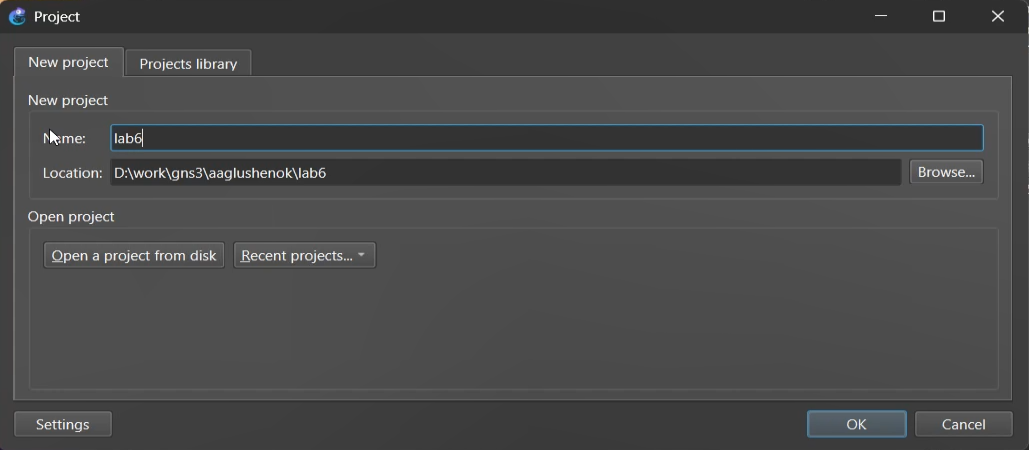 Project
New project
Projects library
New project
Name: lab6
Location: D:\work\gns3\aaglushenok\lab6 Browse...
Open project
Open a project from disk Recent projects...
Settings OK Cancel